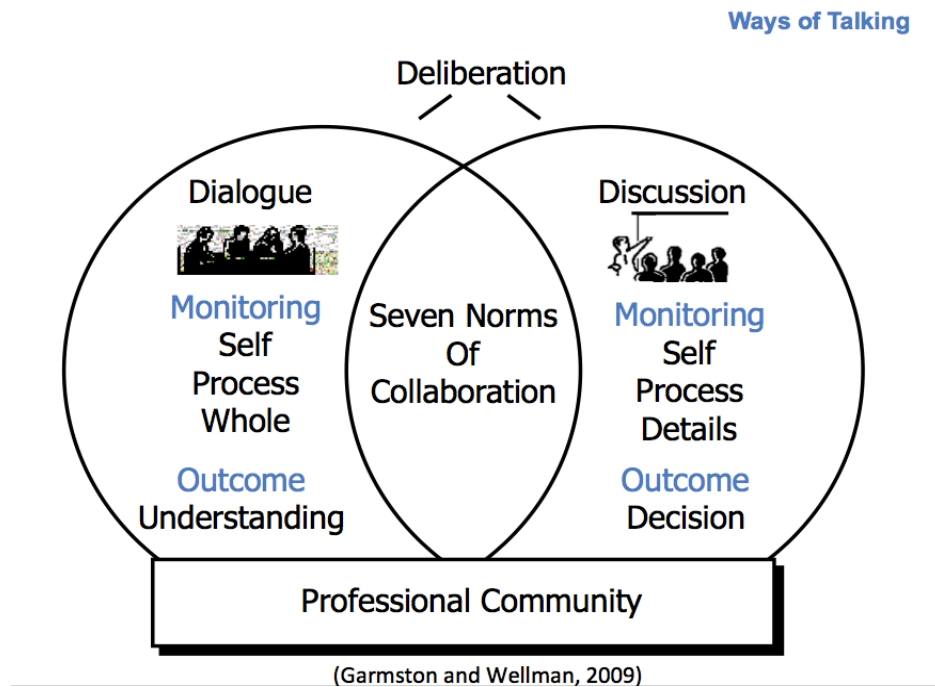 Ways of Talking
Deliberation
Dialogue
Monitoring
Self
Process
Whole
Outcome
Understanding
Seven Norms
Of
Collaboration
Discussion
Monitoring
Self
Process
Details
Outcome
Decision
Professional Community
(Garmston and Wellman, 2009)